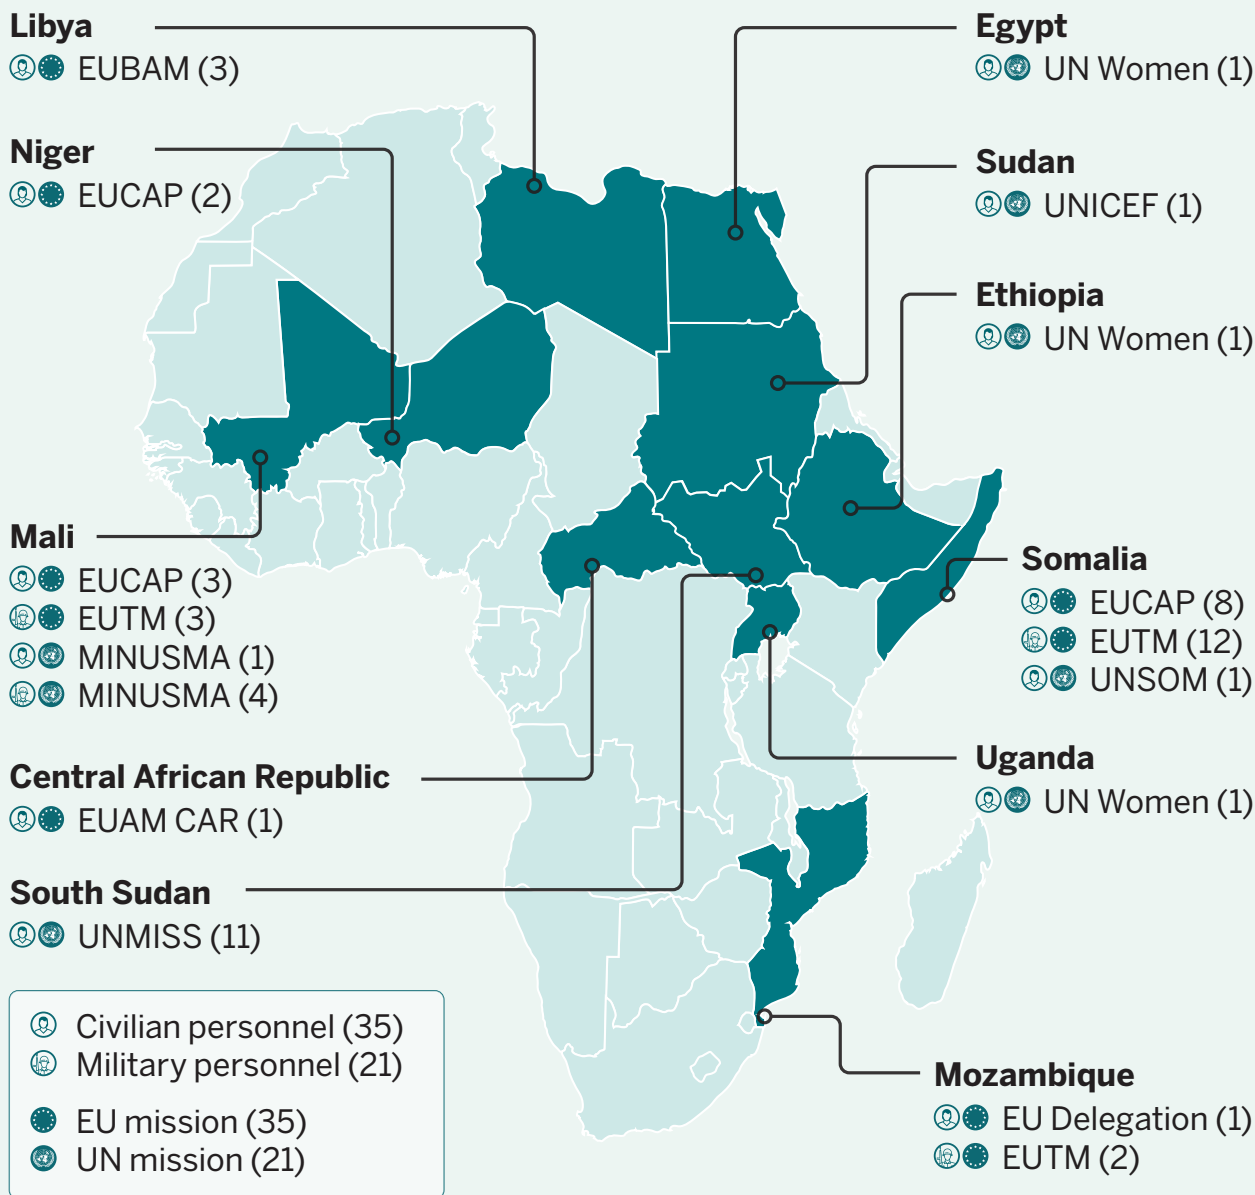 Libya
EUBAM (3)
Niger
EUCAP (2)
Mali
EUCAP (3)
EUTM (3)
MINUSMA (1)
MINUSMA (4)
Central African Republic
EUAM CAR (1)
South Sudan
UNMISS (11)
Egypt
UN Women (1)
Sudan
UNICEF (1)
Ethiopia
UN Women (1)
Somalia
EUCAP (8)
EUTM (12)
UNSOM (1)
Uganda
UN Women (1)
Mozambique
EU Delegation (1)
EUTM (2)
Civilian personnel (35)
Military personnel (21)
EU mission (35)
UN mission (21)